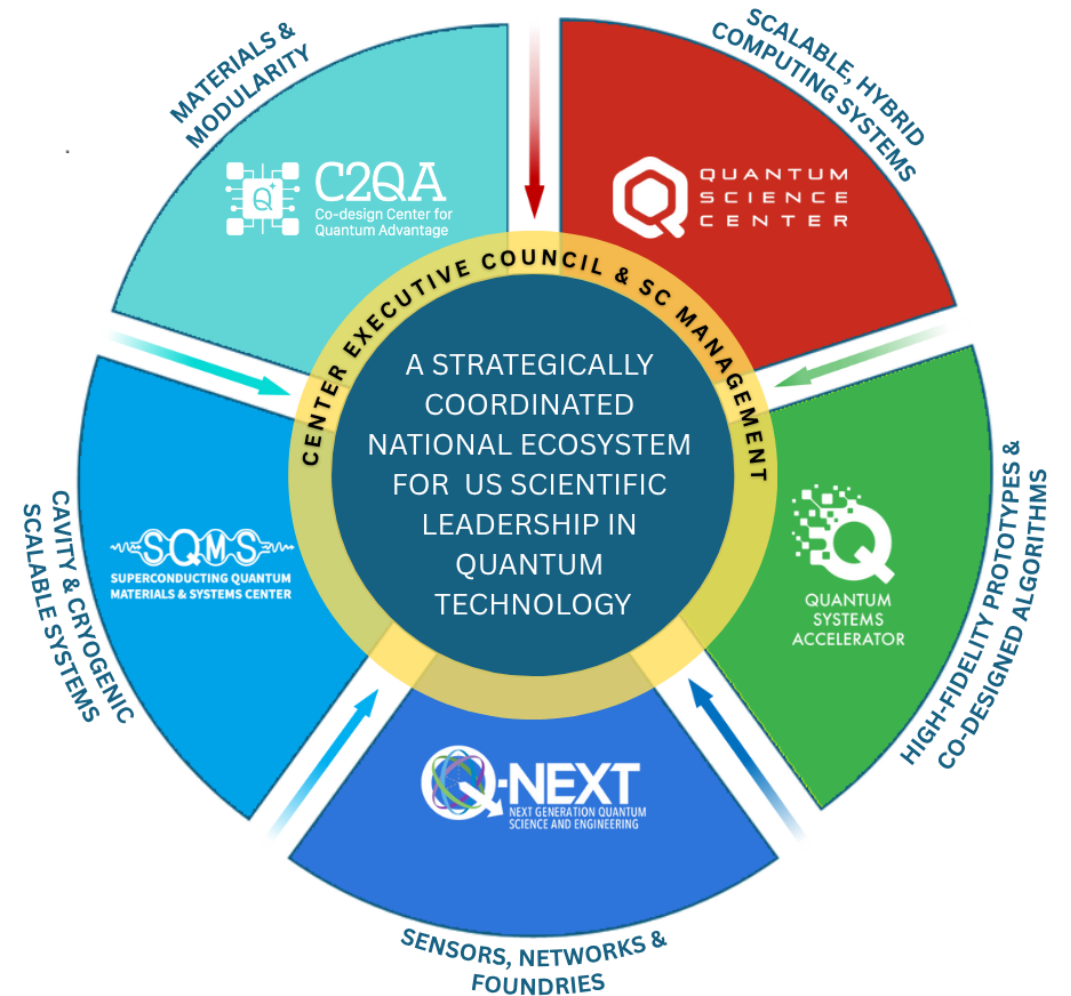 MATERIALS &
MODULARITY
SCALABLE, HYBRID
COMPUTING SYSTEMS
C2QA
Co-design Center for
Quantum Advantage
QUANTUM
SCIENCE
CENTER
CENTER EXECUTIVE COUNCIL & SC MANAGEMENT
A STRATEGICALLY
COORDINATED
NATIONAL ECOSYSTEM
FOR US SCIENTIFIC
LEADERSHIP IN
QUANTUM
TECHNOLOGY
CAVITY & CRYOGENIC
SCALABLE SYSTEMS
SQMS
SUPERCONDUCTING QUANTUM
MATERIALS & SYSTEMS CENTER
QUANTUM
SYSTEMS
ACCELERATOR
HIGH-FIDELITY PROTOTYPES &
CO-DESIGNED ALGORITHMS
Q-NEXT
NEXT GENERATION QUANTUM
SCIENCE AND ENGINEERING
SENSORS, NETWORKS &
FOUNDRIES